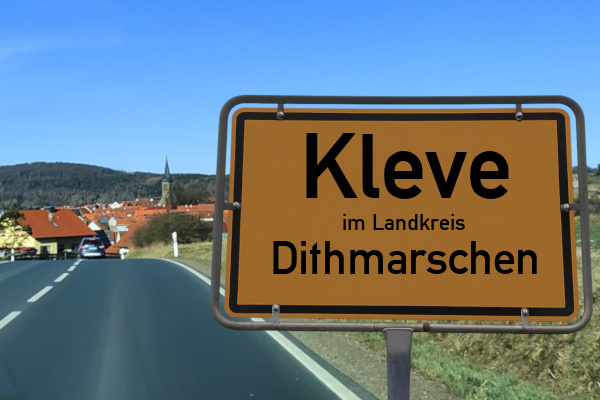 Kleve
im Landkreis
Dithmarschen